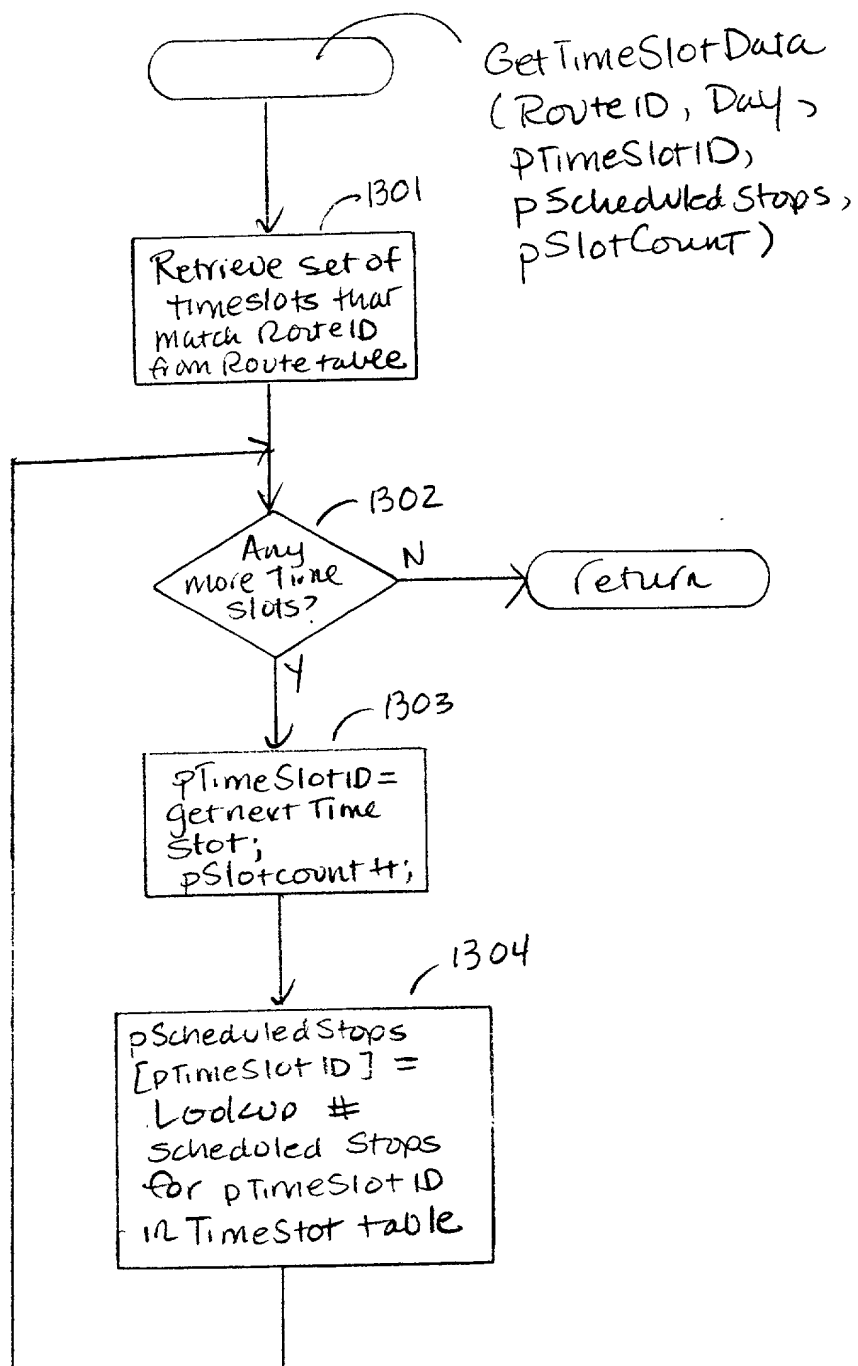 GetTimeSlotData
(RouteID, Day,
pTimeSlotID,
pScheduledStops,
pSlotCount)
1301
Retrieve set of
timeslots that
match RouteID
from Route table
1302
Any
more Time
slots?
N
return
Y
1303
pTimeSlotID =
get next Time
Slot;
pSlotcount++;
1304
pScheduledStops
[pTimeSlotID] =
Lookup #
scheduled Stops
for pTimeSlotID
in TimeSlot table